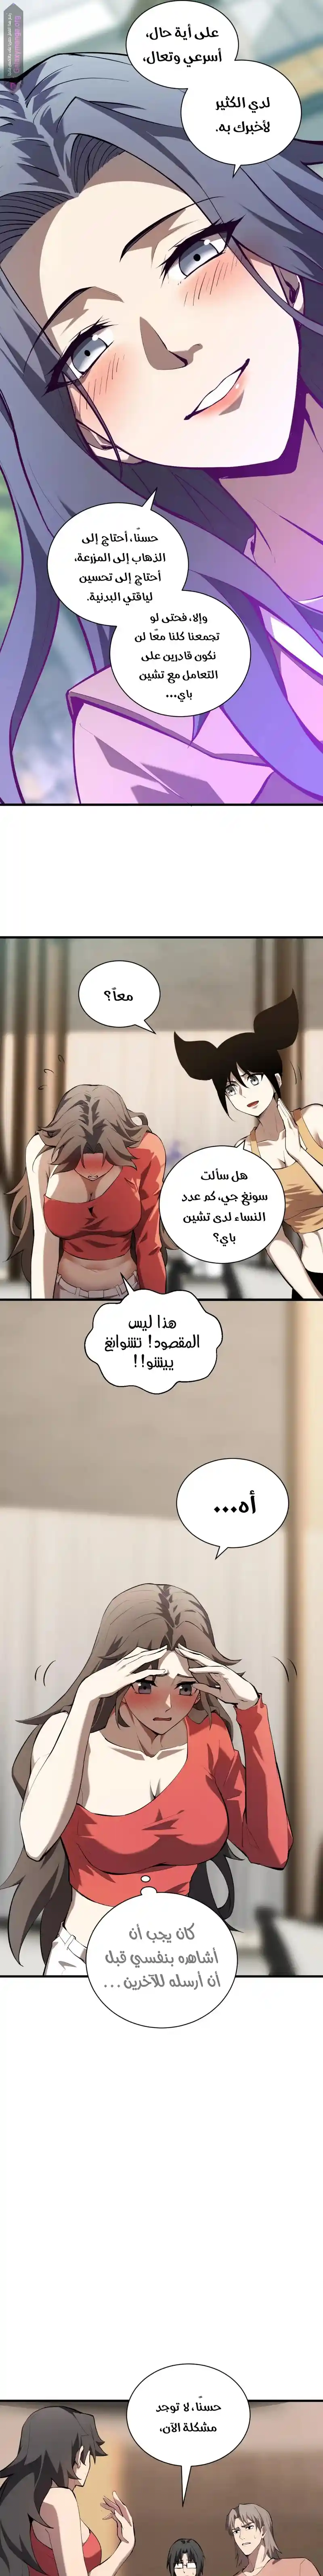 على أية حال،
أسرعي وتعال،
لدي الكثير
لأخبرك به.
حسنًا، أحتاج إلى
الذهاب إلى المزرعة،
أحتاج إلى تحسين
لياقتي البدنية.
وإلا، فحتى لو
تجمعنا كلنا معًا لن
نكون قادرين على
التعامل مع تشين
باي...
معاً؟
هل سألت
سونغ جي، كم عدد
النساء لدى تشين
باي؟
هذا ليس
المقصود! تشوانغ
ييشو!!
أه...
كان يجب أن
أشاهره بنفسي قبل
أن أرسله للآخرين...
حسنًا، لا توجد
مشكلة الآن،